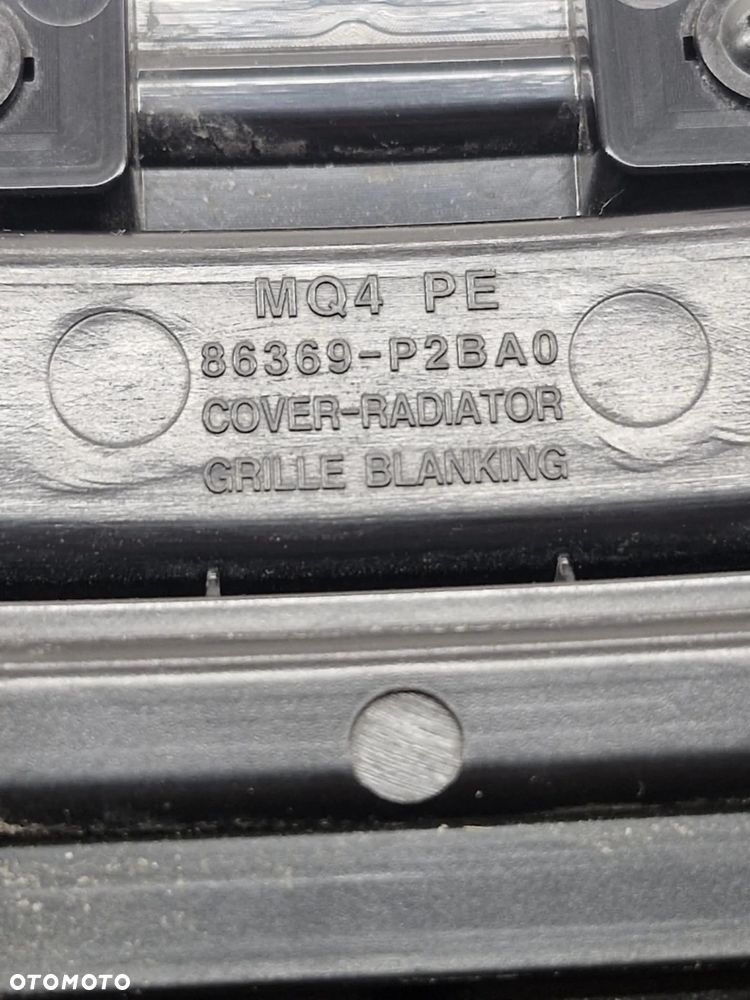 MQ4 PE
86369-P2BA0
COVER-RADIATOR
GRILLE BLANKING
OTOMOTO